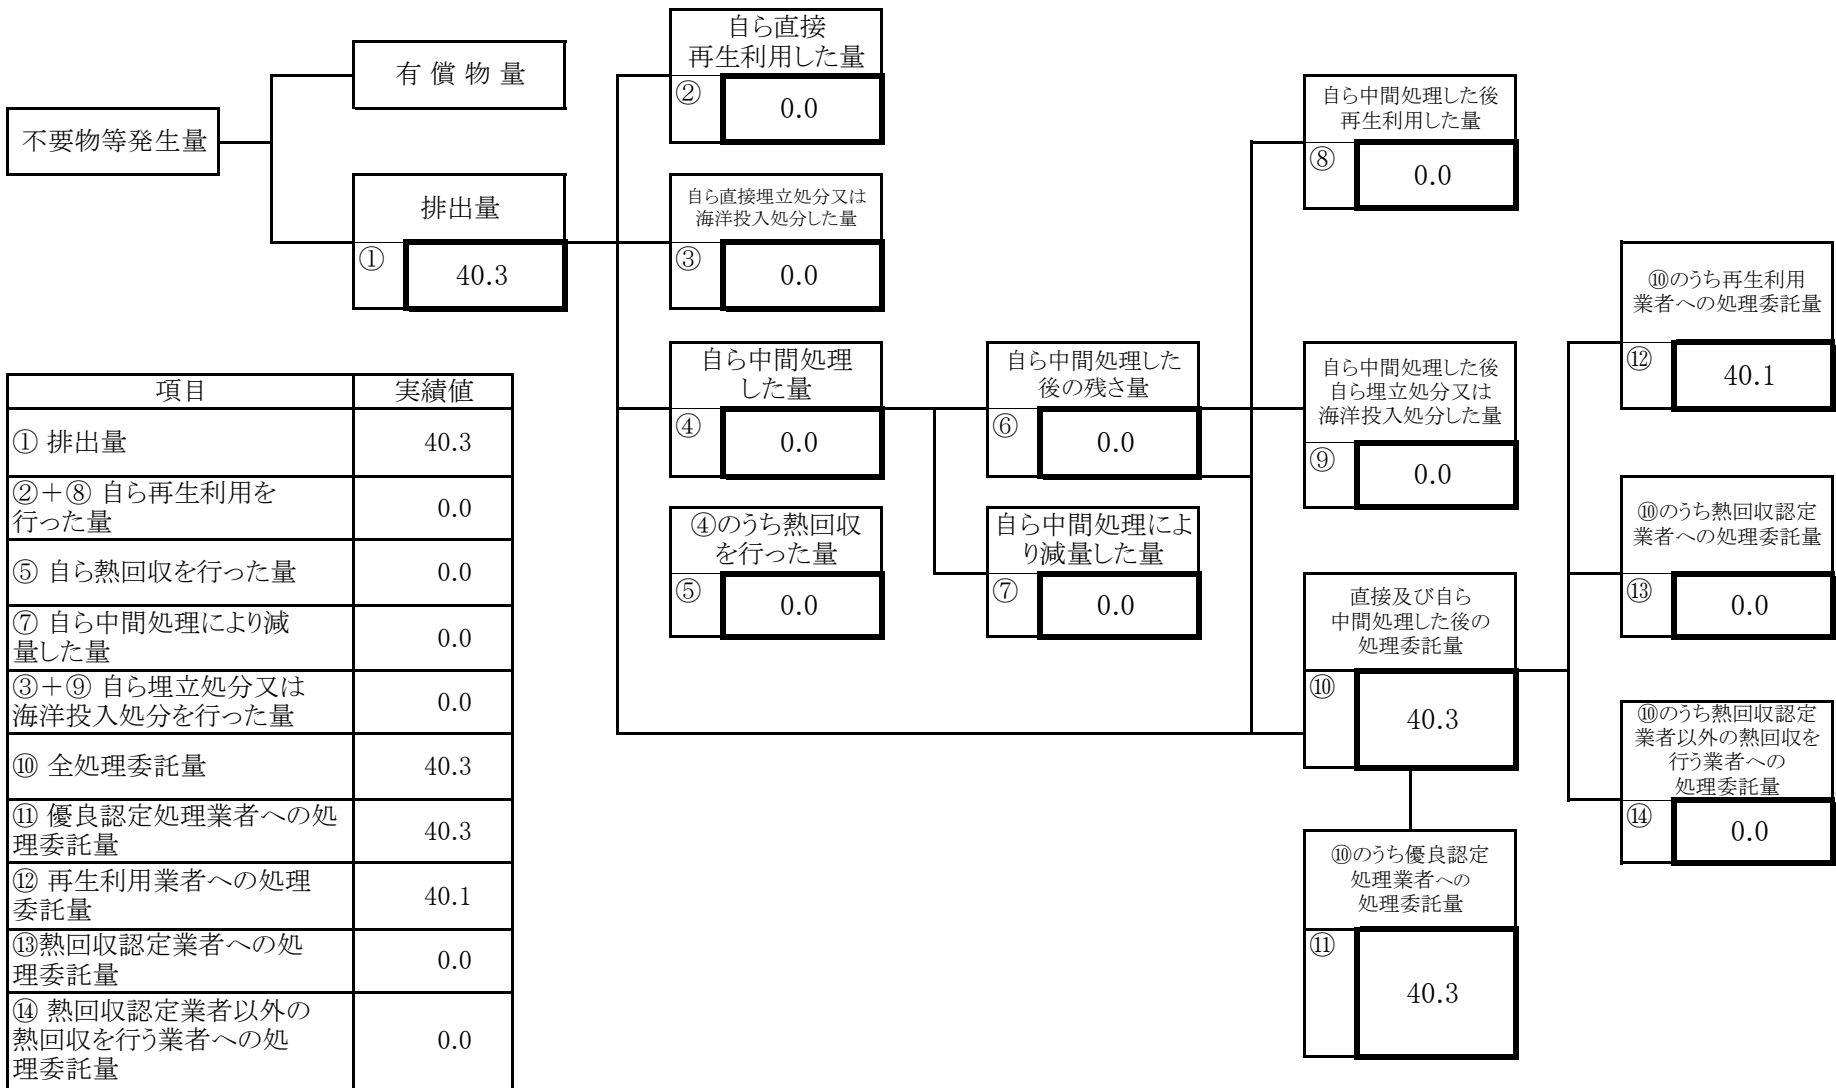 不要物等発生量
有償物量
排出量
①
40.3
自ら直接
再生利用した量
②
0.0
自ら直接埋立処分又は
海洋投入処分した量
③
0.0
自ら中間処理
した量
④
0.0
④のうち熱回収
を行った量
⑤
0.0
自ら中間処理した
後の残さ量
⑥
0.0
自ら中間処理によ
り減量した量
⑦
0.0
自ら中間処理した後
再生利用した量
⑧
0.0
自ら中間処理した後
自ら埋立処分又は
海洋投入処分した量
⑨
0.0
直接及び自ら
中間処理した後の
処理委託量
⑩
40.3
⑩のうち優良認定
処理業者への
処理委託量
⑪
40.3
⑩のうち再生利用
業者への処理委託量
⑫
40.1
⑩のうち熱回収認定
業者への処理委託量
⑬
0.0
⑩のうち熱回収認定
業者以外の熱回収を
行う業者への
処理委託量
⑭
0.0
項目 実績値
① 排出量 40.3
②＋⑧ 自ら再生利用を
行った量 0.0
⑤ 自ら熱回収を行った量 0.0
⑦ 自ら中間処理により減
量した量 0.0
③＋⑨ 自ら埋立処分又は
海洋投入処分を行った量 0.0
⑩ 全処理委託量 40.3
⑪ 優良認定処理業者への処
理委託量 40.3
⑫ 再生利用業者への処理
委託量 40.1
⑬熱回収認定業者への処
理委託量 0.0
⑭ 熱回収認定業者以外の
熱回収を行う業者への処
理委託量 0.0